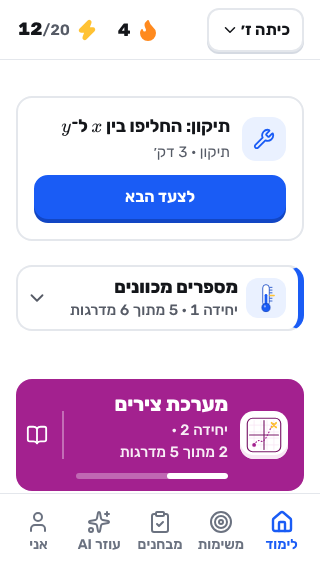 כיתה ז׳
4
12/20
תיקון: החליפו בין x ל־y
תיקון · 3 דק׳
לצעד הבא
מספרים מכוונים
יחידה 1 · 5 מתוך 6 מדרגות
מערכת צירים
יחידה 2 ·
2 מתוך 5 מדרגות
לימוד
משימות
מבחנים
עוזר AI
אני